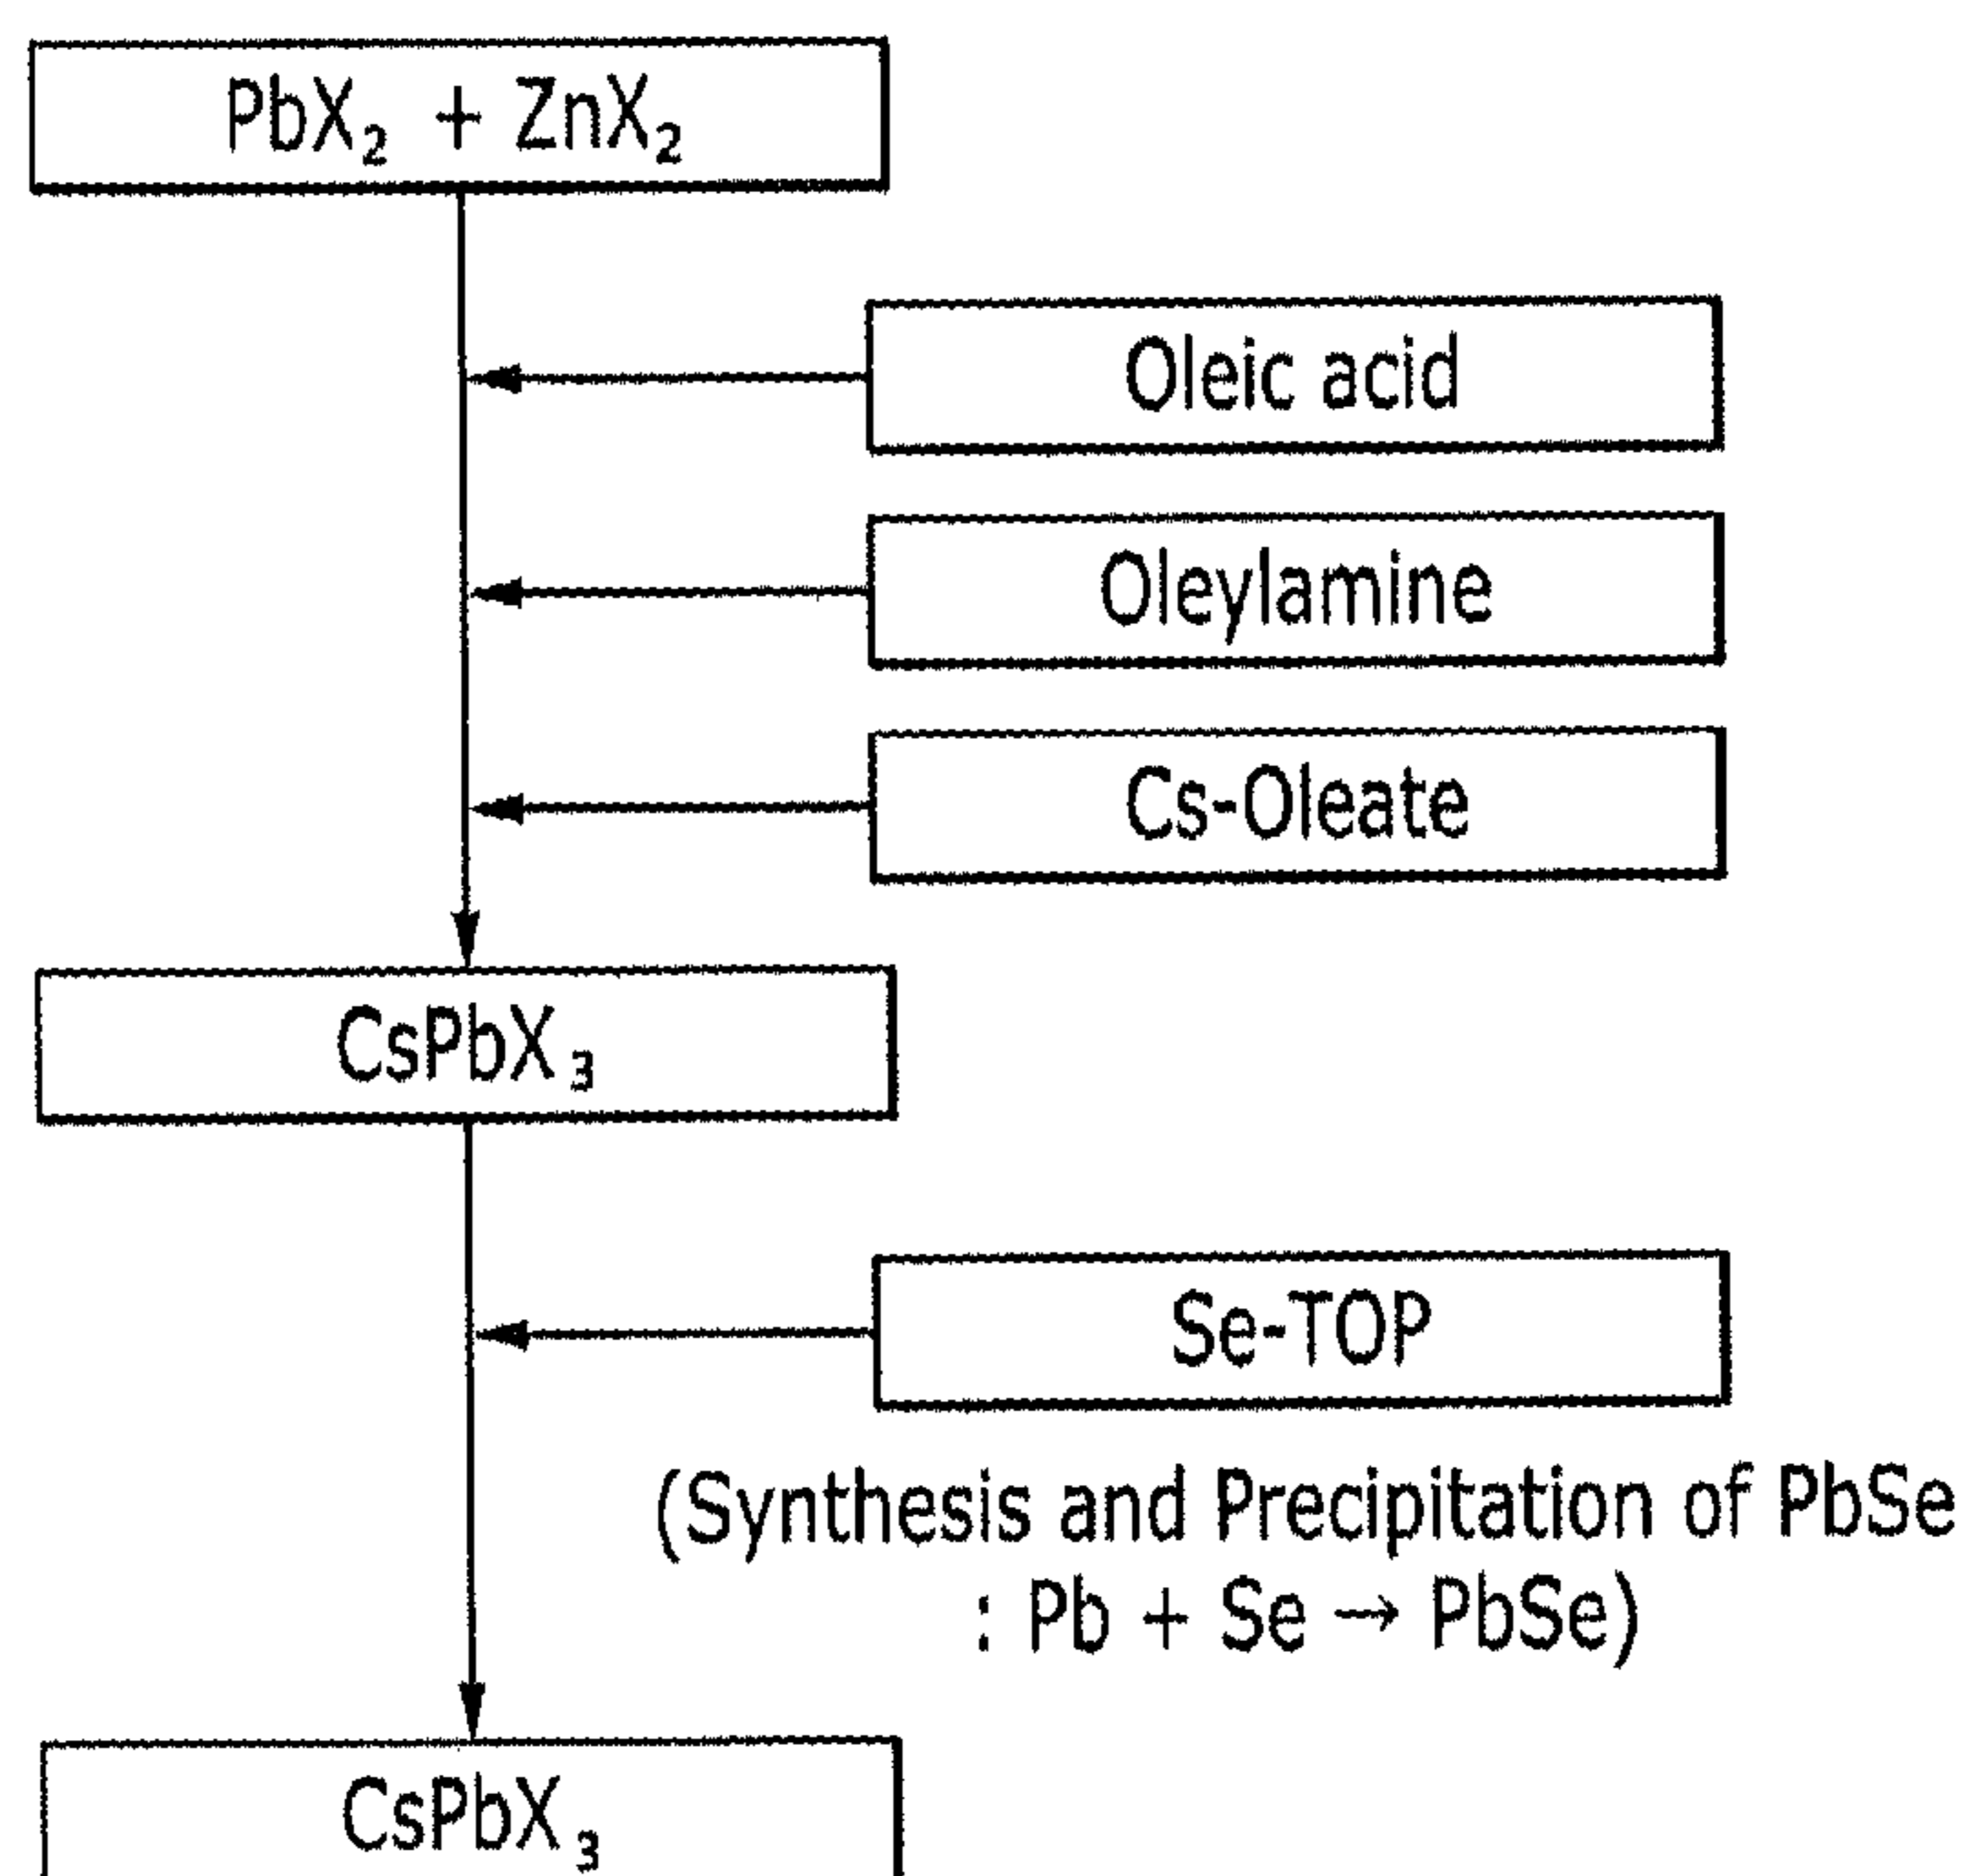 PbX₂ + ZnX₂
Oleic acid
Oleylamine
Cs-Oleate
CsPbX₃
Se-TOP
(Synthesis and Precipitation of PbSe
: Pb + Se → PbSe)
CsPbX₃